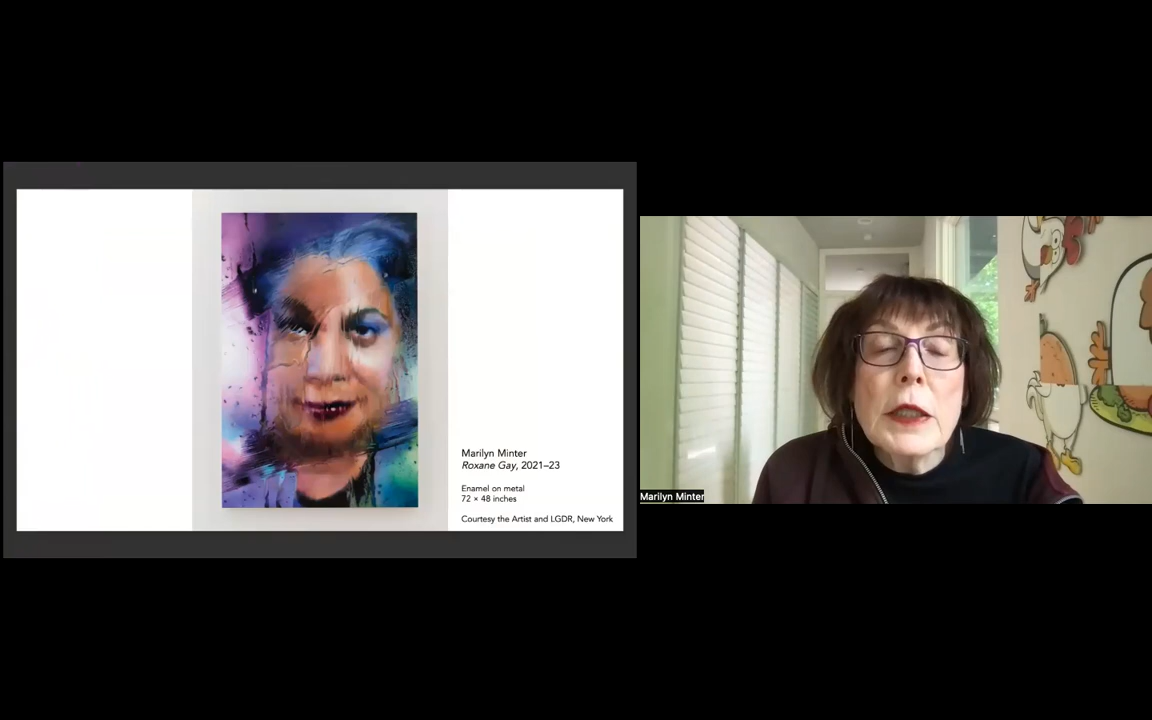 Marilyn Minter
Roxane Gay, 2021–23
Enamel on metal
72 × 48 inches
Courtesy the Artist and LGDR, New York
Marilyn Minter